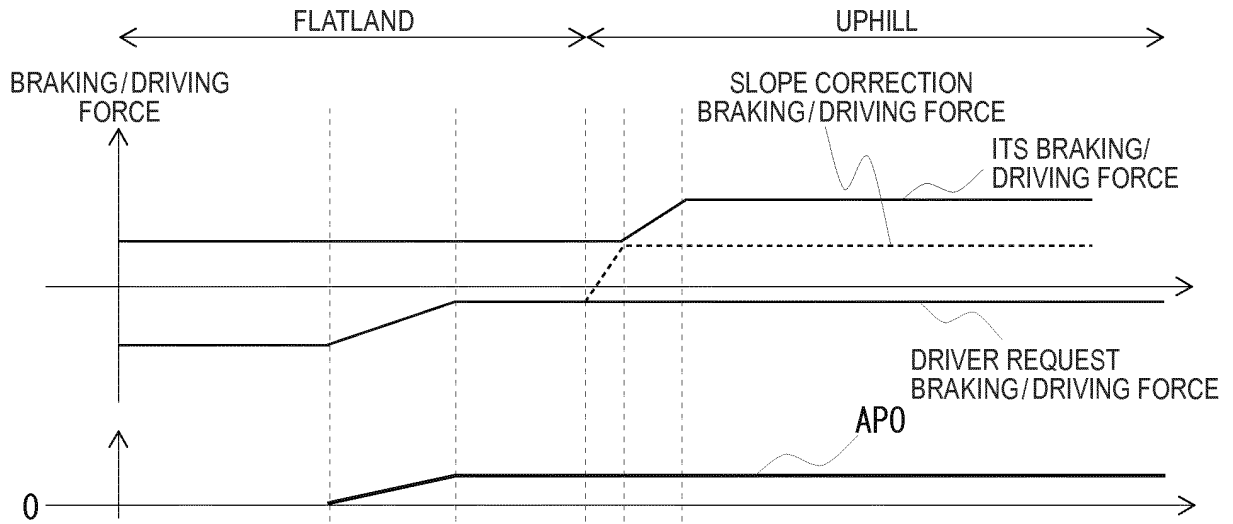 FLATLAND
UPHILL
BRAKING/DRIVING
FORCE
SLOPE CORRECTION
BRAKING/DRIVING FORCE
ITS BRAKING/
DRIVING FORCE
DRIVER REQUEST
BRAKING/DRIVING FORCE
APO
0